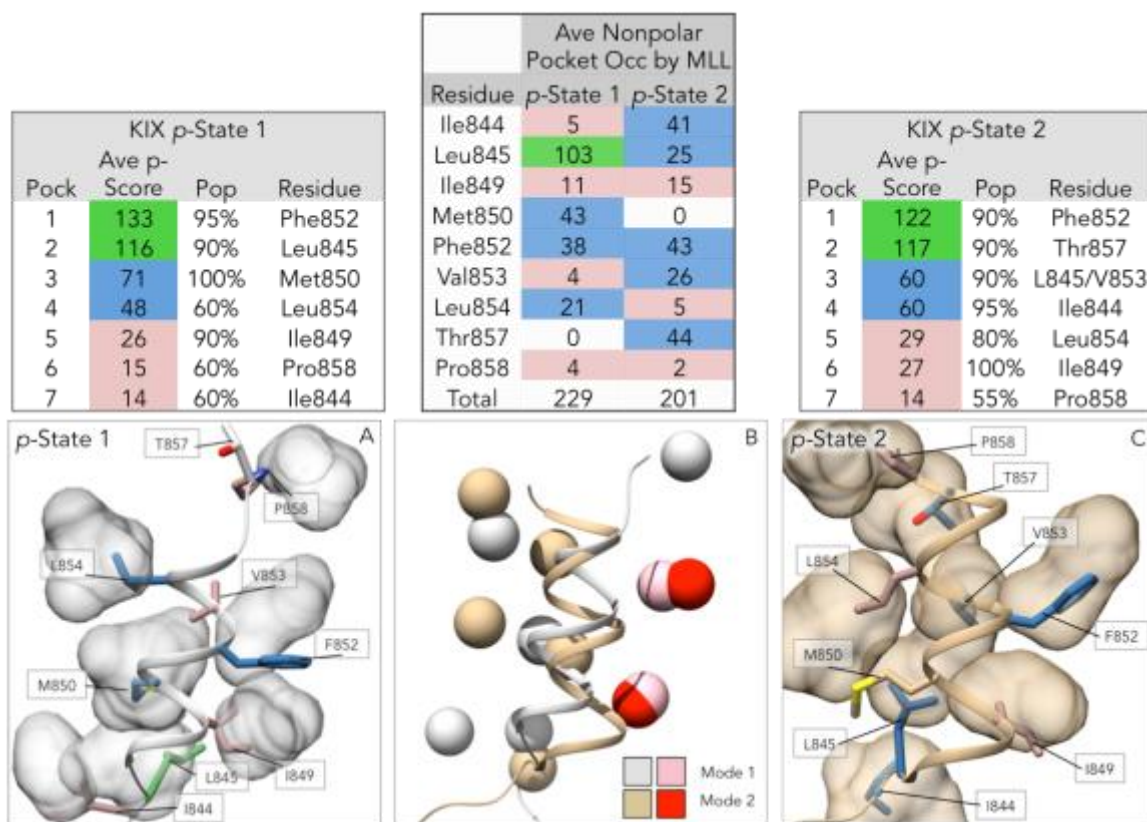 Ave Nonpolar
Pocket Occ by MLL
Residue p-State 1 p-State 2
Ile844 5 41
Leu845 103 25
Ile849 11 15
Met850 43 0
Phe852 38 43
Val853 4 26
Leu854 21 5
Thr857 0 44
Pro858 4 2
Total 229 201
KIX p-State 1
Ave p-
Pock Score Pop Residue
1 133 95% Phe852
2 116 90% Leu845
3 71 100% Met850
4 48 60% Leu854
5 26 90% Ile849
6 15 60% Pro858
7 14 60% Ile844
KIX p-State 2
Ave p-
Pock Score Pop Residue
1 122 90% Phe852
2 117 90% Thr857
3 60 90% L845/V853
4 60 95% Ile844
5 29 80% Leu854
6 27 100% Ile849
7 14 55% Pro858
p-State 1 A
T857
P858
L854
V853
F852
M850
L845
I849
I844
B
Mode 1
Mode 2
p-State 2 C
P858
T857
V853
L854
F852
M850
L845
I849
I844